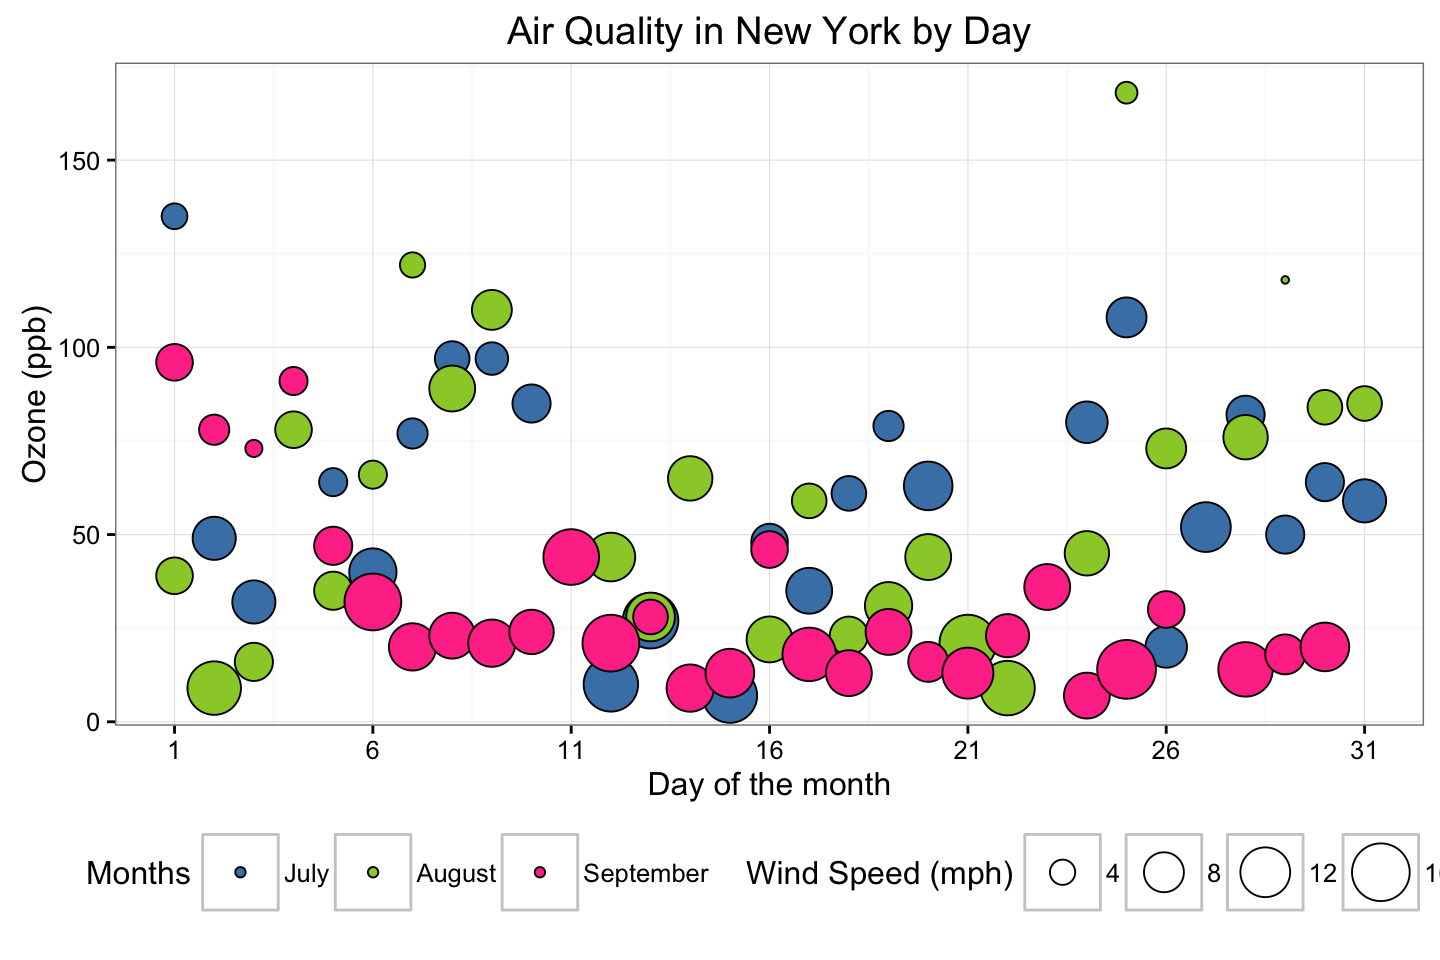 Air Quality in New York by Day
Ozone (ppb)
150
100
50
0
1 6 11 16 21 26 31
Day of the month
Months July August September Wind Speed (mph) 4 8 12